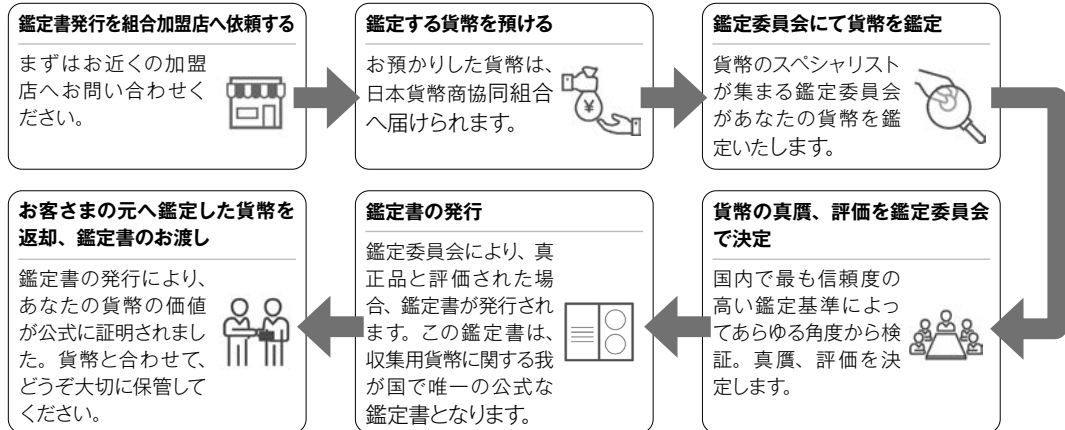 鑑定書発行を組合加盟店へ依頼する
まずはお近くの加盟
店へお問い合わせく
ださい。
鑑定する貨幣を預ける
お預かりした貨幣は、
日本貨幣商協同組合
へ届けられます。
¥
鑑定委員会にて貨幣を鑑定
貨幣のスペシャリスト
が集まる鑑定委員会
があなたの貨幣を鑑
定いたします。
貨幣の真贋、評価を鑑定委員会
で決定
国内で最も信頼度の
高い鑑定基準によっ
てあらゆる角度から検
証。真贋、評価を決
定します。
鑑定書の発行
鑑定委員会により、真
正品と評価された場
合、鑑定書が発行され
ます。この鑑定書は、
収集用貨幣に関する我
が国で唯一の公式な
鑑定書となります。
お客さまの元へ鑑定した貨幣を
返却、鑑定書のお渡し
鑑定書の発行により、
あなたの貨幣の価値
が公式に証明されまし
た。貨幣と合わせて、
どうぞ大切に保管して
ください。